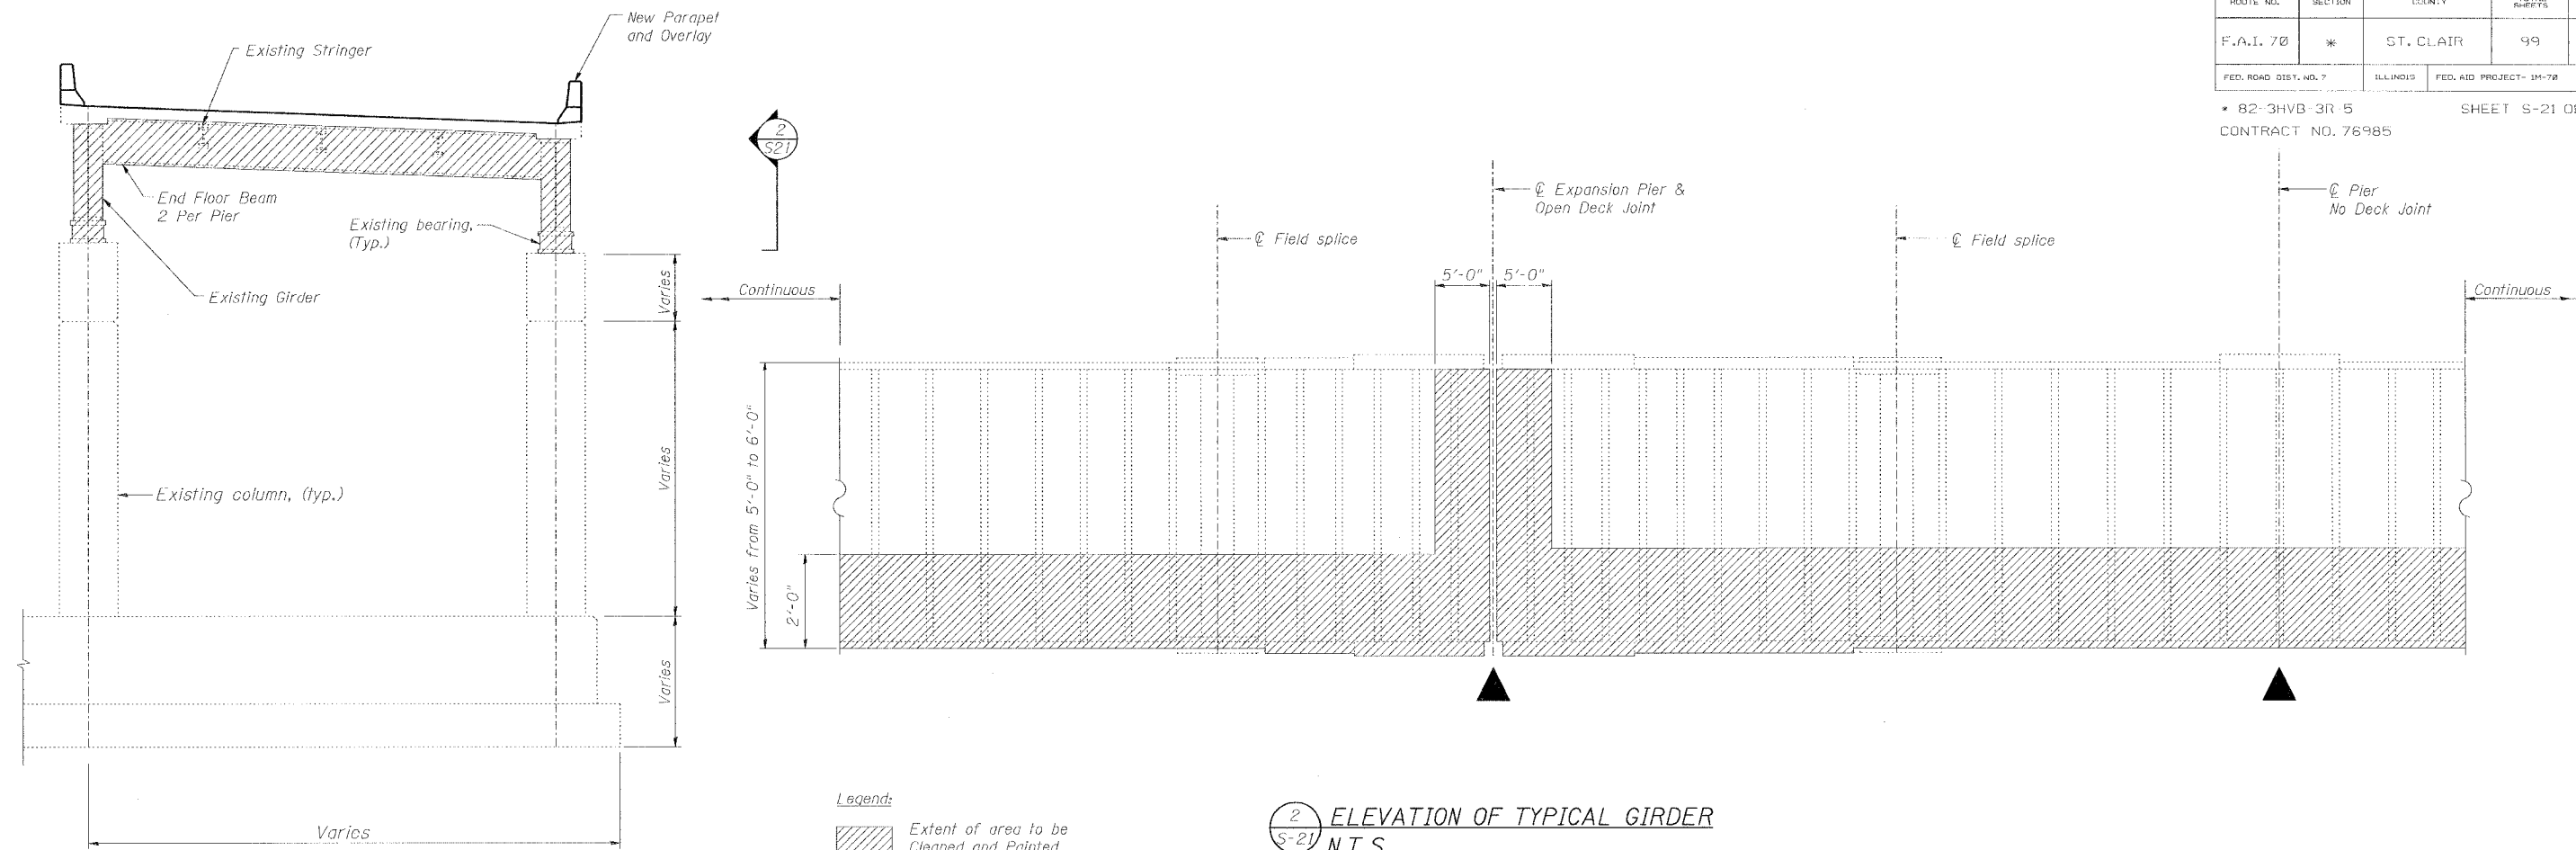 New Parapet
and Overlay
Existing Stringer
End Floor Beam
2 Per Pier
Existing bearing,
(Typ.)
Existing Girder
Existing column, (typ.)
Varies
Varies
Varies
Varies
2
S21
ROUTE NO. SECTION COUNTY TOTAL SHEETS
F.A.I. 70 * ST. CLAIR 99
FED. ROAD DIST. NO. 7 ILLINOIS FED. AID PROJECT- IM-70
* 82-3HVB-3R-5 SHEET S-21
CONTRACT NO. 76985
℄ Expansion Pier &
Open Deck Joint
℄ Pier
No Deck Joint
℄ Field splice
℄ Field splice
5'-0" 5'-0"
Continuous
Continuous
Varies from 5'-0" to 6'-0"
2'-0"
Legend:
Extent of area to be
Cleaned and Painted
2
S-21
ELEVATION OF TYPICAL GIRDER
N.T.S.